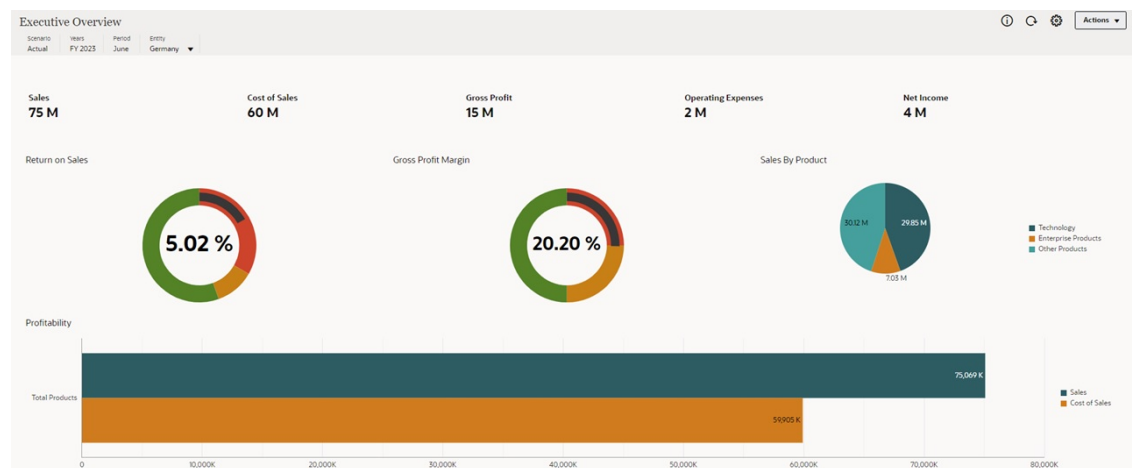 Executive Overview
Actions
Scenario Years Period Entity
Actual FY 2023 June Germany
Sales Cost of Sales Gross Profit Operating Expenses Net Income
75 M 60 M 15 M 2 M 4 M
Return on Sales Gross Profit Margin Sales By Product
5.02 % 20.20 %
30.12 M 29.85 M
7.03 M
Technology
Enterprise Products
Other Products
Profitability
75,069 K
Total Products
59,905 K
Sales
Cost of Sales
0 10,000K 20,000K 30,000K 40,000K 50,000K 60,000K 70,000K 80,000K